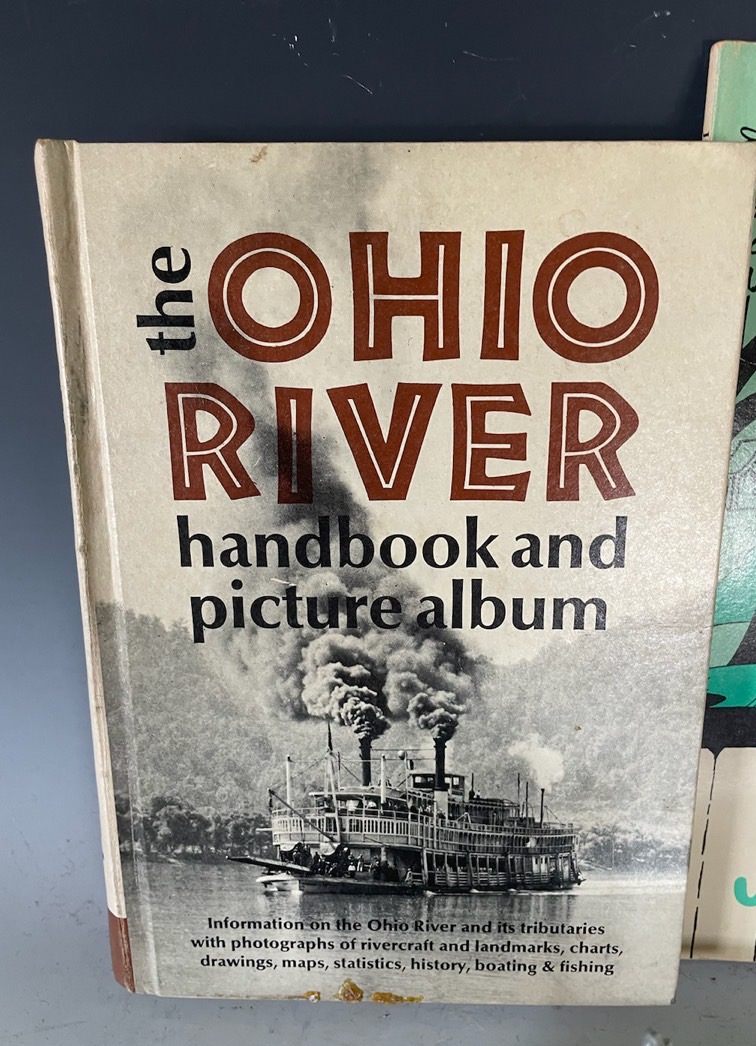 the OHIO
RIVER
handbook and
picture album
Information on the Ohio River and its tributaries
with photographs of rivercraft and landmarks, charts,
drawings, maps, statistics, history, boating & fishing